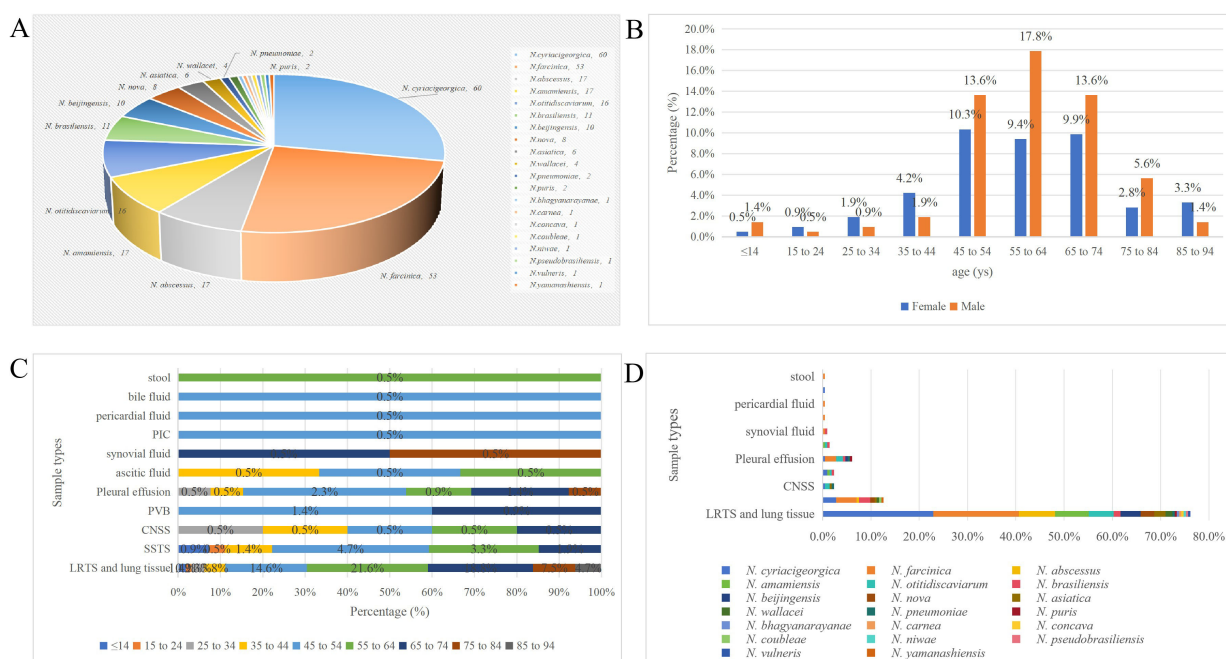 A
N. pneumoniae, 2
N. wallacei, 4
N. puris, 2
N. asiatica, 6
N. nova, 8
N. beijingensis, 10
N. brasiliensis, 11
N. cyriacigeorgica, 60
N. otitidiscaviarum, 16
N. amamiensis, 17
N. abscessus, 17
N. farcinica, 53
N.cyriacigeorgica, 60
N.farcinica, 53
N.abscessus, 17
N.amamiensis, 17
N.otitidiscaviarum, 16
N.brasiliensis, 11
N.beijingensis, 10
N.nova, 8
N.asiatica, 6
N.wallacei, 4
N.pneumoniae, 2
N.puris, 2
N.bhagyanarayanae, 1
N.carnea, 1
N.concava, 1
N.coubleae, 1
N.niwae, 1
N.pseudobrasiliensis, 1
N.vulneris, 1
N.yamanashiensis, 1
B
Percentage (%)
20.0%
18.0%
16.0%
14.0%
12.0%
10.0%
8.0%
6.0%
4.0%
2.0%
0.0%
0.5% 1.4%
0.9% 0.5%
1.9% 0.9%
4.2% 1.9%
10.3% 13.6%
9.4% 17.8%
9.9% 13.6%
2.8% 5.6%
3.3% 1.4%
≤14 15 to 24 25 to 34 35 to 44 45 to 54 55 to 64 65 to 74 75 to 84 85 to 94
age (ys)
Female Male
C
Sample types
stool 0.5%
bile fluid 0.5%
pericardial fluid 0.5%
PIC 0.5%
synovial fluid 0.5% 0.5%
ascitic fluid 0.5% 0.5% 0.5%
Pleural effusion 0.5% 0.5% 2.3% 0.9% 1.4% 0.5%
PVB 1.4%
CNSS 0.5% 0.5% 0.5% 0.5% 0.5%
SSTS 0.9% 0.5% 1.4% 4.7% 3.3%
LRTS and lung tissue 14.6% 21.6% 7.5% 4.7%
0% 10% 20% 30% 40% 50% 60% 70% 80% 90% 100%
Percentage (%)
≤14 15 to 24 25 to 34 35 to 44 45 to 54 55 to 64 65 to 74 75 to 84 85 to 94
D
Sample types
stool
pericardial fluid
synovial fluid
Pleural effusion
CNSS
LRTS and lung tissue
0.0% 10.0% 20.0% 30.0% 40.0% 50.0% 60.0% 70.0% 80.0%
N. cyriacigeorgica N. farcinica N. abscessus
N. amamiensis N. otitidiscaviarum N. brasiliensis
N. beijingensis N. nova N. asiatica
N. wallacei N. pneumoniae N. puris
N. bhagyanarayanae N. carnea N. concava
N. coubleae N. niwae N. pseudobrasiliensis
N. vulneris N. yamanashiensis